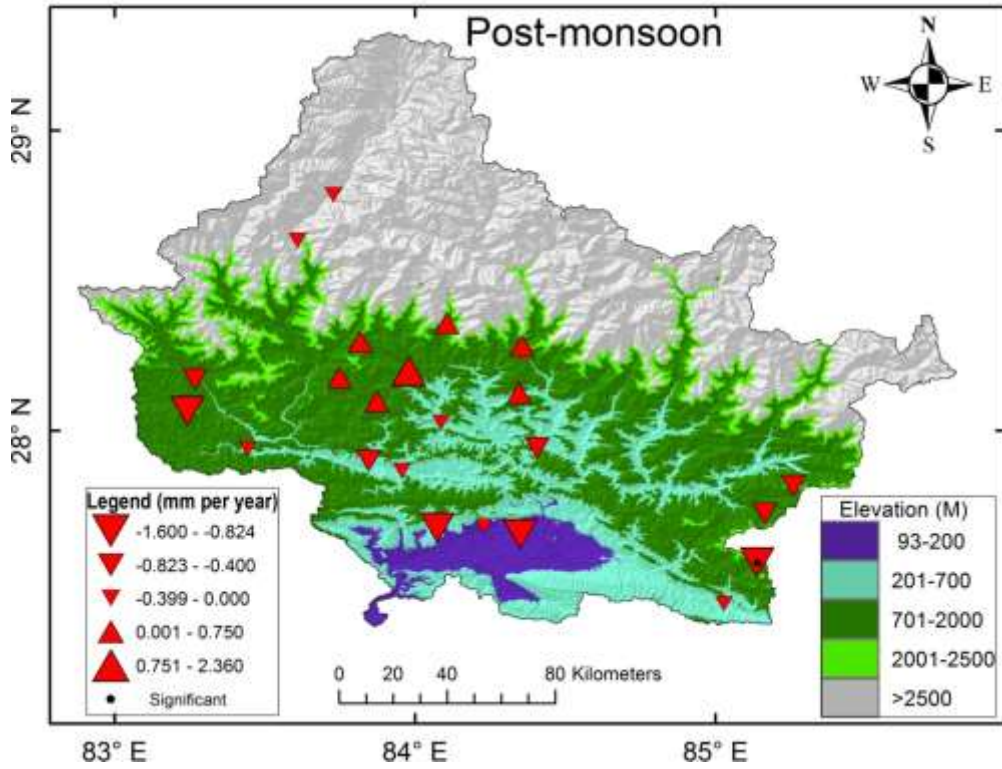 Post-monsoon
N
W E
S
29° N
28° N
Legend (mm per year)
-1.600 - -0.824
-0.823 - -0.400
-0.399 - 0.000
0.001 - 0.750
0.751 - 2.360
Significant
0 20 40 80 Kilometers
Elevation (M)
93-200
201-700
701-2000
2001-2500
>2500
83° E 84° E 85° E